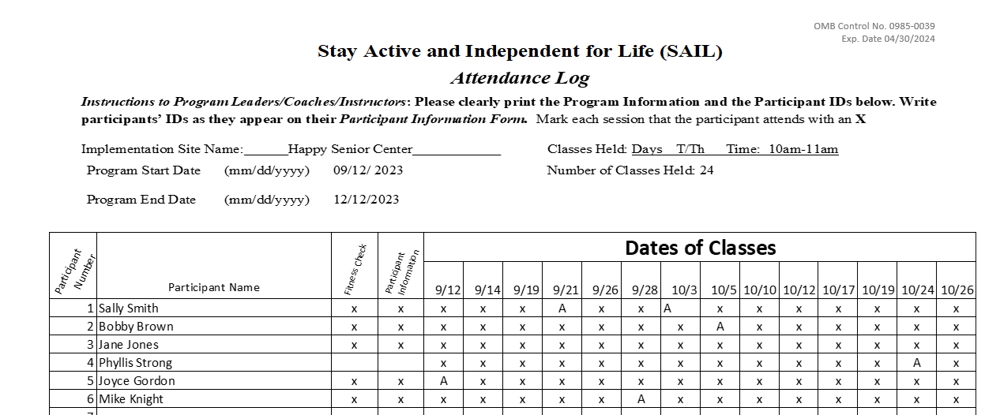 OMB Control No. 0985-0039
Exp. Date 04/30/2024
Stay Active and Independent for Life (SAIL)
Attendance Log
Instructions to Program Leaders/Coaches/Instructors: Please clearly print the Program Information and the Participant IDs below. Write
participants’ IDs as they appear on their Participant Information Form. Mark each session that the participant attends with an X
Implementation Site Name:______Happy Senior Center____________ Classes Held: Days T/Th Time: 10am-11am
Program Start Date (mm/dd/yyyy) 09/12/ 2023 Number of Classes Held: 24
Program End Date (mm/dd/yyyy) 12/12/2023
Participant Number Participant Name Fitness Check Participant Information Dates of Classes
9/12 9/14 9/19 9/21 9/26 9/28 10/3 10/5 10/10 10/12 10/17 10/19 10/24 10/26
1 Sally Smith x x x x x A x x A x x x x x x x
2 Bobby Brown x x x x x x x x x A x x x x x x
3 Jane Jones x x x x x x x x x x x x x x x x
4 Phyllis Strong x x x x x x x x x x x x A x
5 Joyce Gordon x x A x x x x x x x x x x x x x
6 Mike Knight x x x x x x x A x x x x x x x x